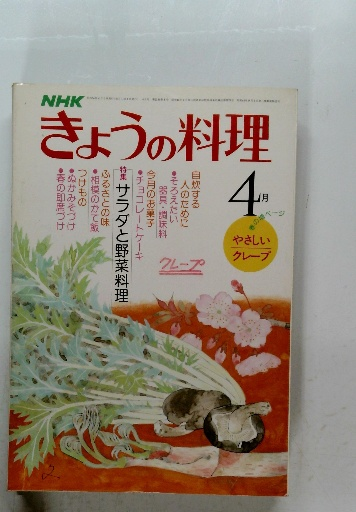 NHK
きょうの料理
4月
ページ
やさしい
クレープ
自炊する
人のために
●そろえたい
器具・調味料
今月のお菓子
●チョコレートケーキ
クレープ
特集 サラダと野菜料理
ふるさとの味
●相模のかて飯
つけもの
●ぬかみそづけ
●春の即席づけ